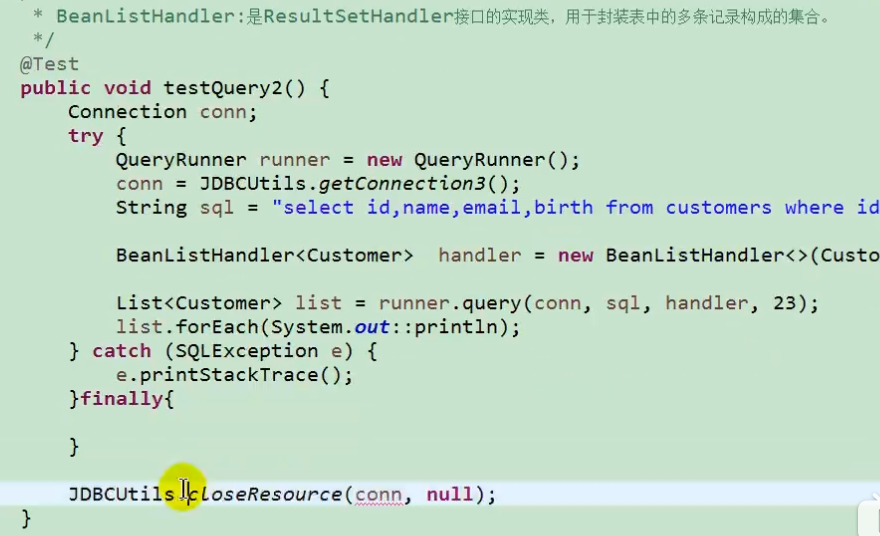 * BeanListHandler:是ResultSetHandler接口的实现类，用于封装表中的多条记录构成的集合。
*/
@Test
public void testQuery2() {
Connection conn;
try {
QueryRunner runner = new QueryRunner();
conn = JDBCUtils.getConnection3();
String sql = "select id,name,email,birth from customers where id
BeanListHandler<Customer>  handler = new BeanListHandler<>(Custo
List<Customer> list = runner.query(conn, sql, handler, 23);
list.forEach(System.out::println);
} catch (SQLException e) {
e.printStackTrace();
}finally{
}
JDBCUtils.closeResource(conn, null);
}